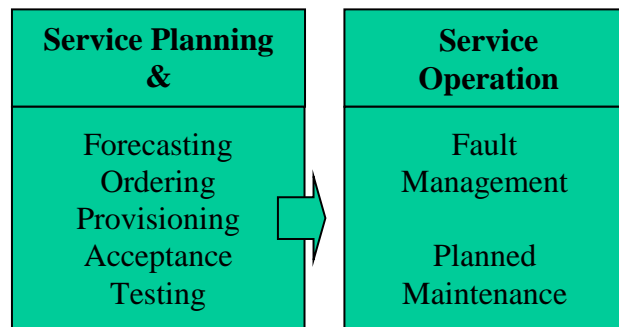 Service Planning
&
Forecasting
Ordering
Provisioning
Acceptance
Testing
Service
Operation
Fault
Management
Planned
Maintenance